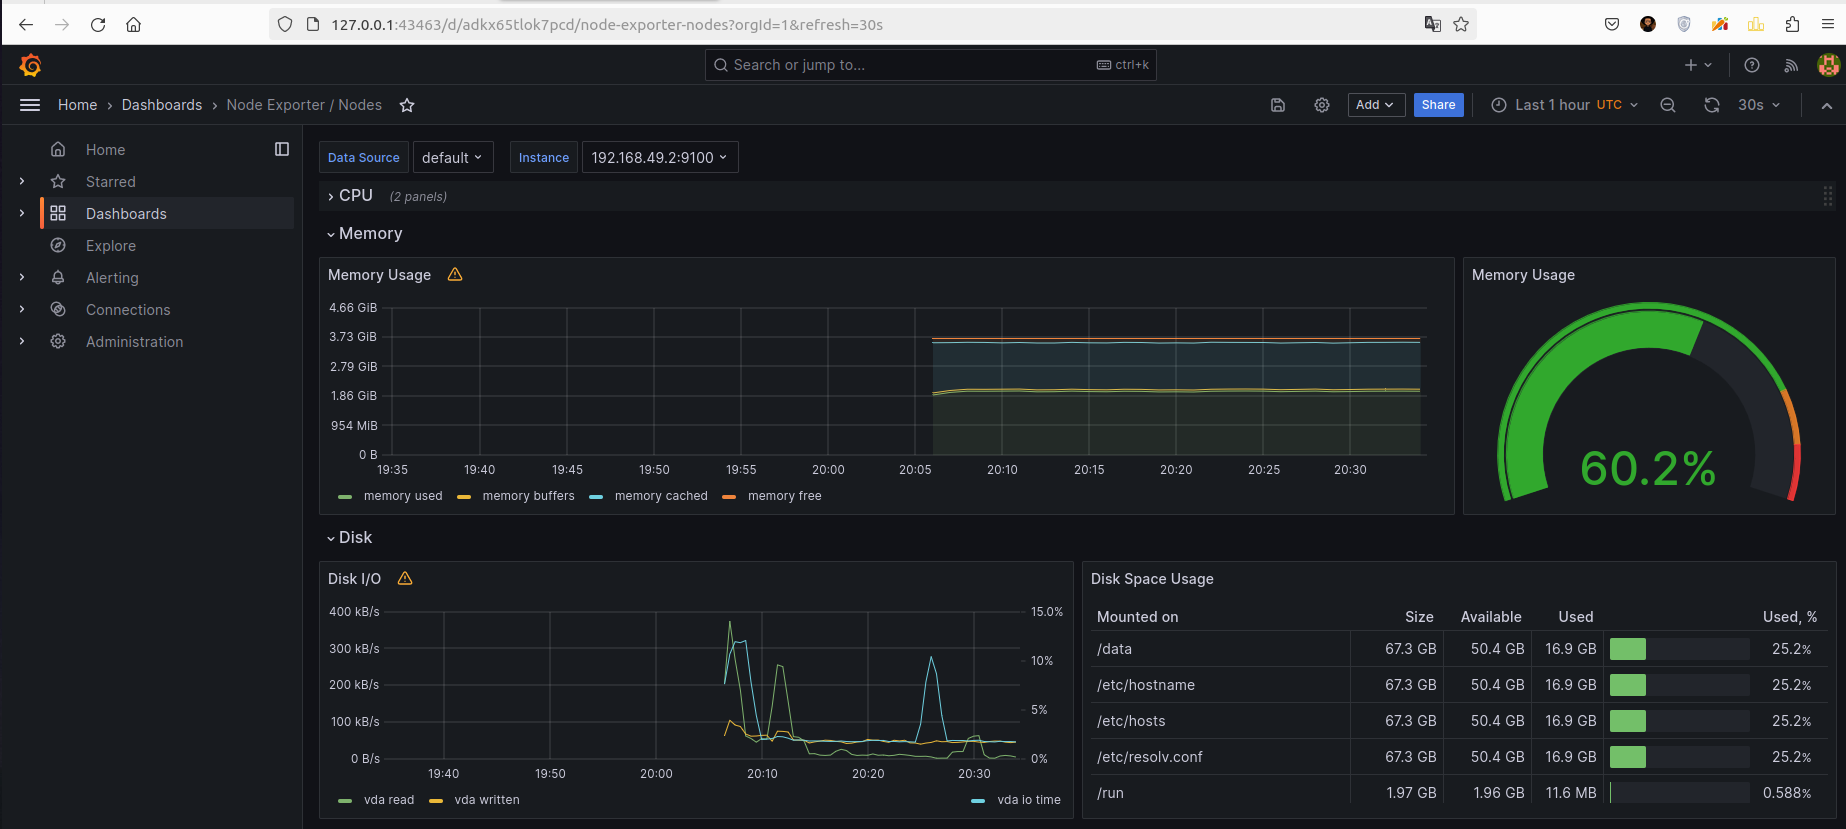 127.0.0.1:43463/d/adkx65tlok7pcd/node-exporter-nodes?orgId=1&refresh=30s
Search or jump to...
ctrl+k
Home
Dashboards
Node Exporter / Nodes
Add
Share
Last 1 hour UTC
30s
Home
Starred
Dashboards
Explore
Alerting
Connections
Administration
Data Source
default
Instance
192.168.49.2:9100
CPU (2 panels)
Memory
Memory Usage
4.66 GiB
3.73 GiB
2.79 GiB
1.86 GiB
954 MiB
0 B
19:35 19:40 19:45 19:50 19:55 20:00 20:05 20:10 20:15 20:20 20:25 20:30
memory used memory buffers memory cached memory free
Memory Usage
60.2%
Disk
Disk I/O
400 kB/s
300 kB/s
200 kB/s
100 kB/s
0 B/s
15.0%
10%
5%
0%
19:40 19:50 20:00 20:10 20:20 20:30
vda read vda written vda io time
Disk Space Usage
Mounted on Size Available Used Used, %
/data 67.3 GB 50.4 GB 16.9 GB 25.2%
/etc/hostname 67.3 GB 50.4 GB 16.9 GB 25.2%
/etc/hosts 67.3 GB 50.4 GB 16.9 GB 25.2%
/etc/resolv.conf 67.3 GB 50.4 GB 16.9 GB 25.2%
/run 1.97 GB 1.96 GB 11.6 MB 0.588%